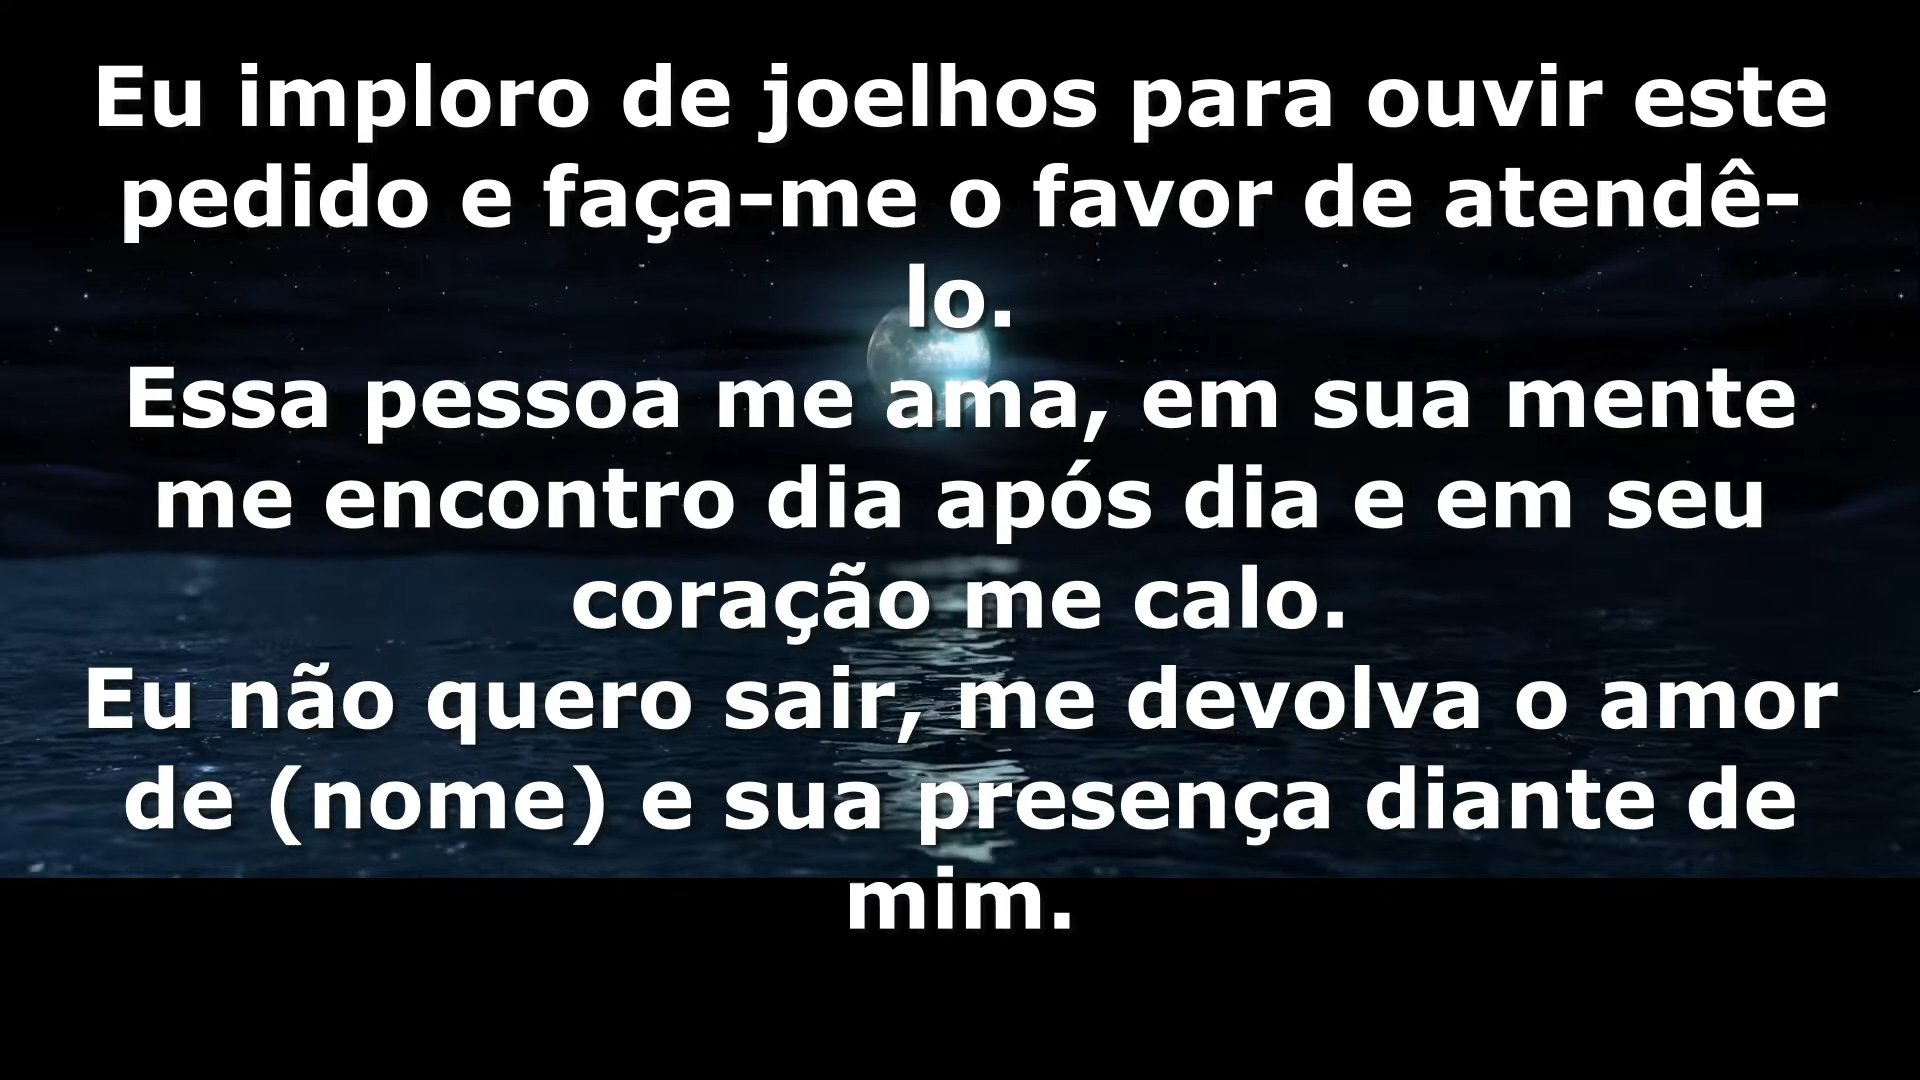 Eu imploro de joelhos para ouvir este
pedido e faça-me o favor de atendê-
lo.
Essa pessoa me ama, em sua mente
me encontro dia após dia e em seu
coração me calo.
Eu não quero sair, me devolva o amor
de (nome) e sua presença diante de
mim.